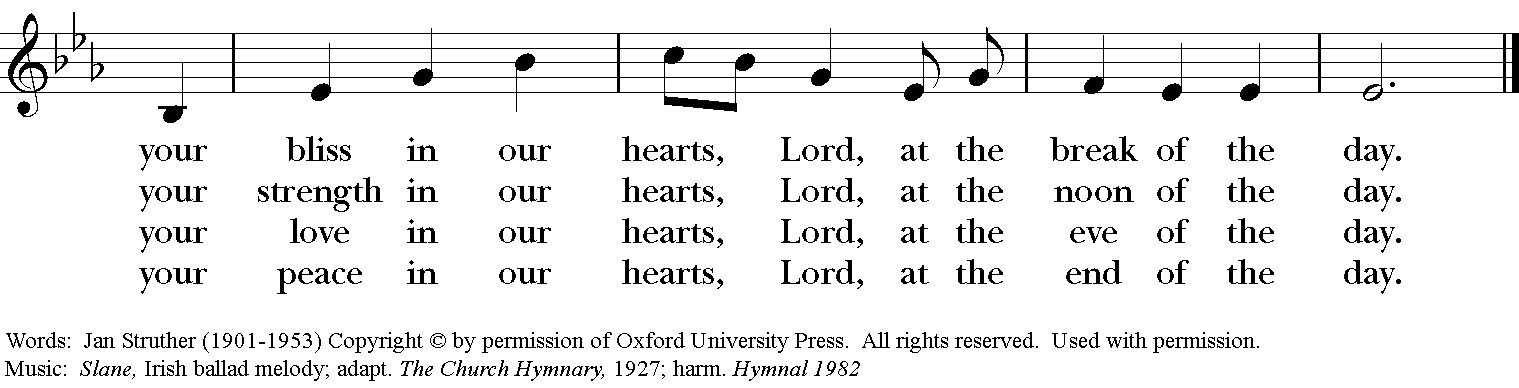 your bliss in our hearts, Lord, at the break of the day.
your strength in our hearts, Lord, at the noon of the day.
your love in our hearts, Lord, at the eve of the day.
your peace in our hearts, Lord, at the end of the day.
Words: Jan Struther (1901-1953) Copyright © by permission of Oxford University Press. All rights reserved. Used with permission.
Music: Slane, Irish ballad melody; adapt. The Church Hymnary, 1927; harm. Hymnal 1982